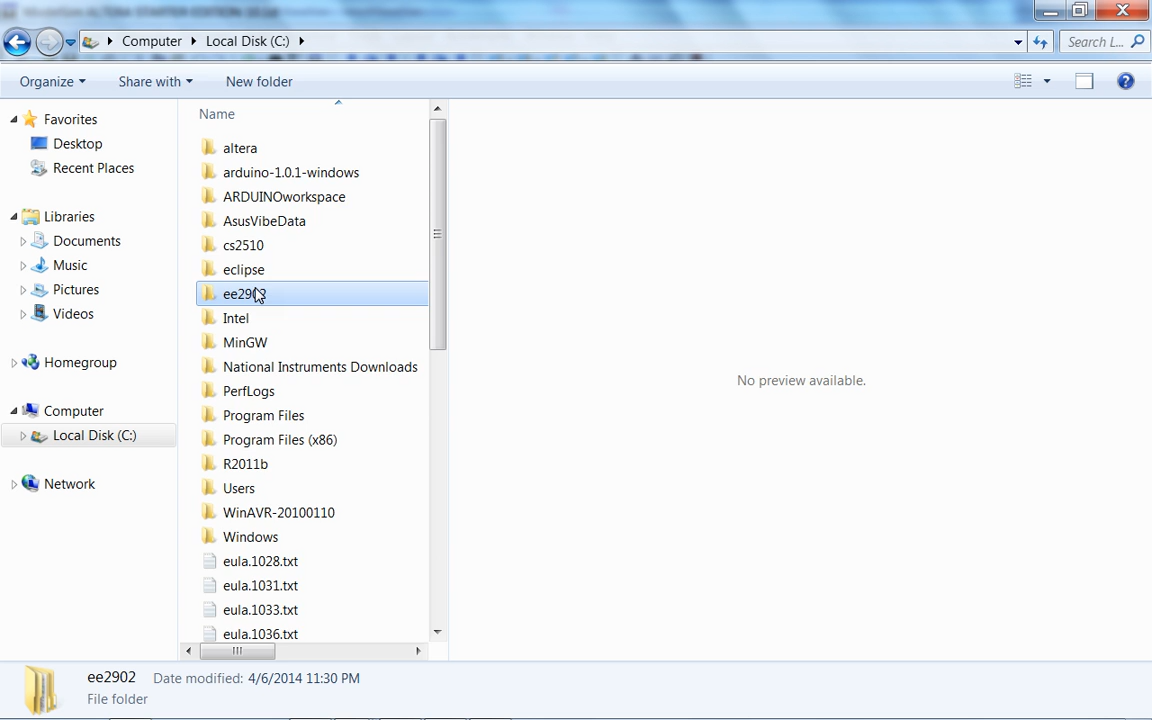 Computer Local Disk (C:) Search L...
Organize Share with New folder
Favorites
Desktop
Recent Places
Libraries
Documents
Music
Pictures
Videos
Homegroup
Computer
Local Disk (C:)
Network
Name
altera
arduino-1.0.1-windows
ARDUINOworkspace
AsusVibeData
cs2510
eclipse
ee2902
Intel
MinGW
National Instruments Downloads
PerfLogs
Program Files
Program Files (x86)
R2011b
Users
WinAVR-20100110
Windows
eula.1028.txt
eula.1031.txt
eula.1033.txt
eula.1036.txt
No preview available.
ee2902 Date modified: 4/6/2014 11:30 PM
File folder